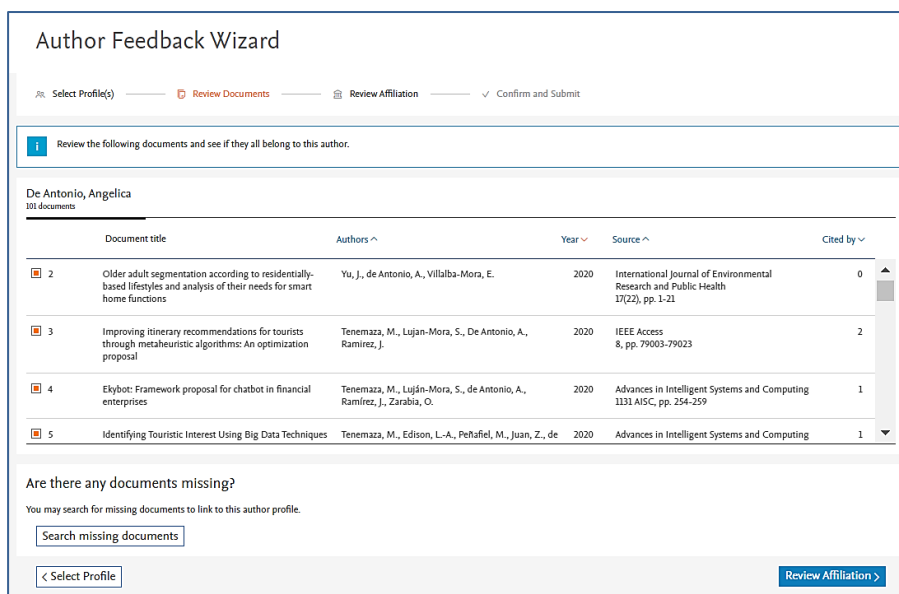 Author Feedback Wizard
Select Profile(s) Review Documents Review Affiliation Confirm and Submit
i Review the following documents and see if they all belong to this author.
De Antonio, Angelica
101 documents
Document title Authors Year Source Cited by
2 Older adult segmentation according to residentially- Yu, J., de Antonio, A., Villalba-Mora, E. 2020 International Journal of Environmental 0
based lifestyles and analysis of their needs for smart Research and Public Health
home functions 17(22), pp. 1-21
3 Improving itinerary recommendations for tourists Tenemaza, M., Lujan-Mora, S., De Antonio, A., 2020 IEEE Access 2
through metaheuristic algorithms: An optimization Ramirez, J. 8, pp. 79003-79023
proposal
4 Ekybot: Framework proposal for chatbot in financial Tenemaza, M., Luján-Mora, S., de Antonio, A., 2020 Advances in Intelligent Systems and Computing 1
enterprises Ramírez, J., Zarabia, O. 1131 AISC, pp. 254-259
5 Identifying Touristic Interest Using Big Data Techniques Tenemaza, M., Edison, L.-A., Peñafiel, M., Juan, Z., de 2020 Advances in Intelligent Systems and Computing 1
Are there any documents missing?
You may search for missing documents to link to this author profile.
Search missing documents
< Select Profile Review Affiliation >